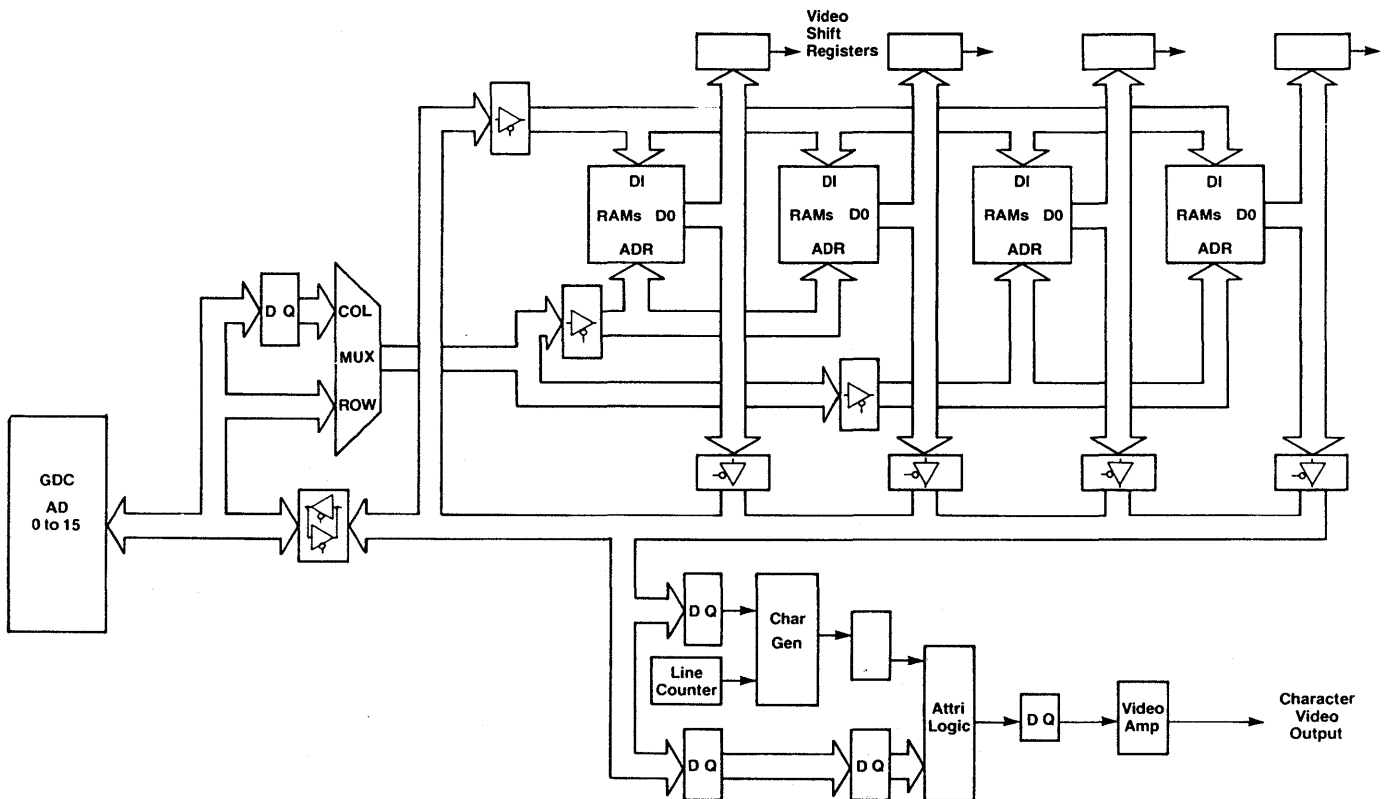 Video
Shift
Registers
DI
RAMs D0
ADR
DI
RAMs D0
ADR
DI
RAMs D0
ADR
DI
RAMs D0
ADR
D Q
COL
MUX
ROW
GDC
AD
0 to 15
D Q
Char
Gen
Line
Counter
Attri
Logic
D Q
Video
Amp
Character
Video
Output
D Q
D Q